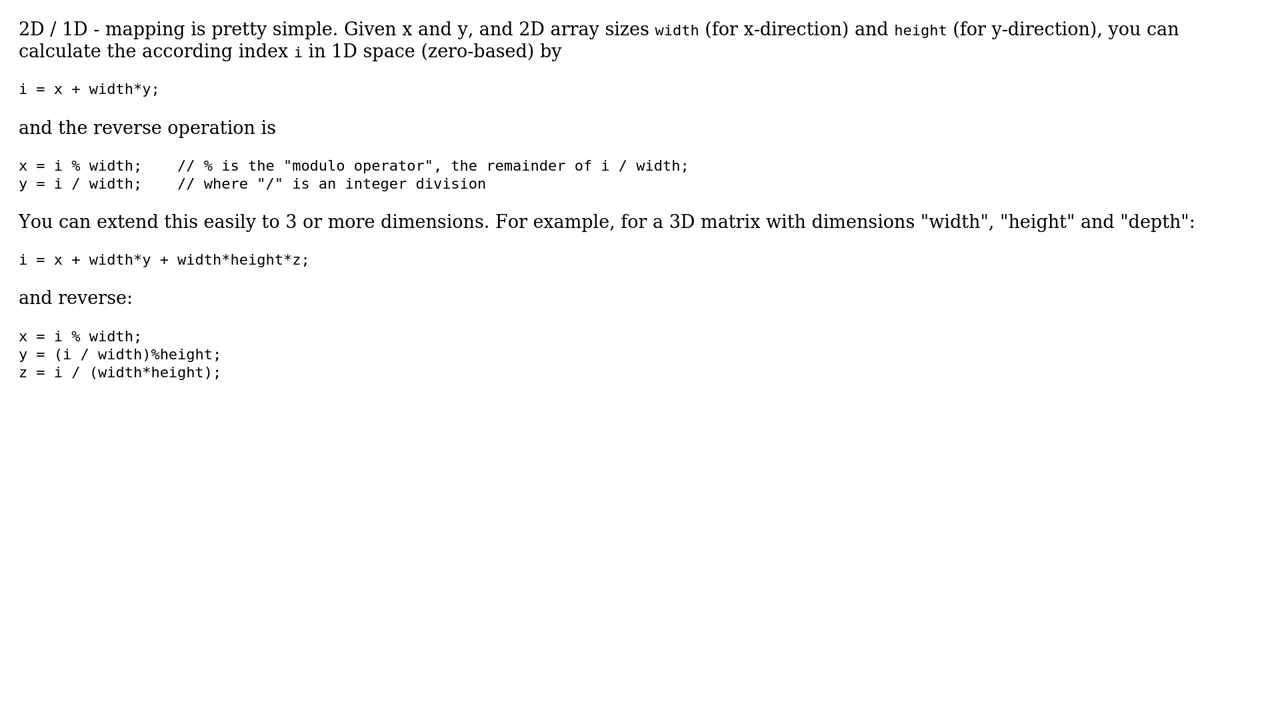 2D / 1D - mapping is pretty simple. Given x and y, and 2D array sizes width (for x-direction) and height (for y-direction), you can
calculate the according index i in 1D space (zero-based) by
i = x + width*y;
and the reverse operation is
x = i % width;    // % is the "modulo operator", the remainder of i / width;
y = i / width;    // where "/" is an integer division
You can extend this easily to 3 or more dimensions. For example, for a 3D matrix with dimensions "width", "height" and "depth":
i = x + width*y + width*height*z;
and reverse:
x = i % width;
y = (i / width)%height;
z = i / (width*height);